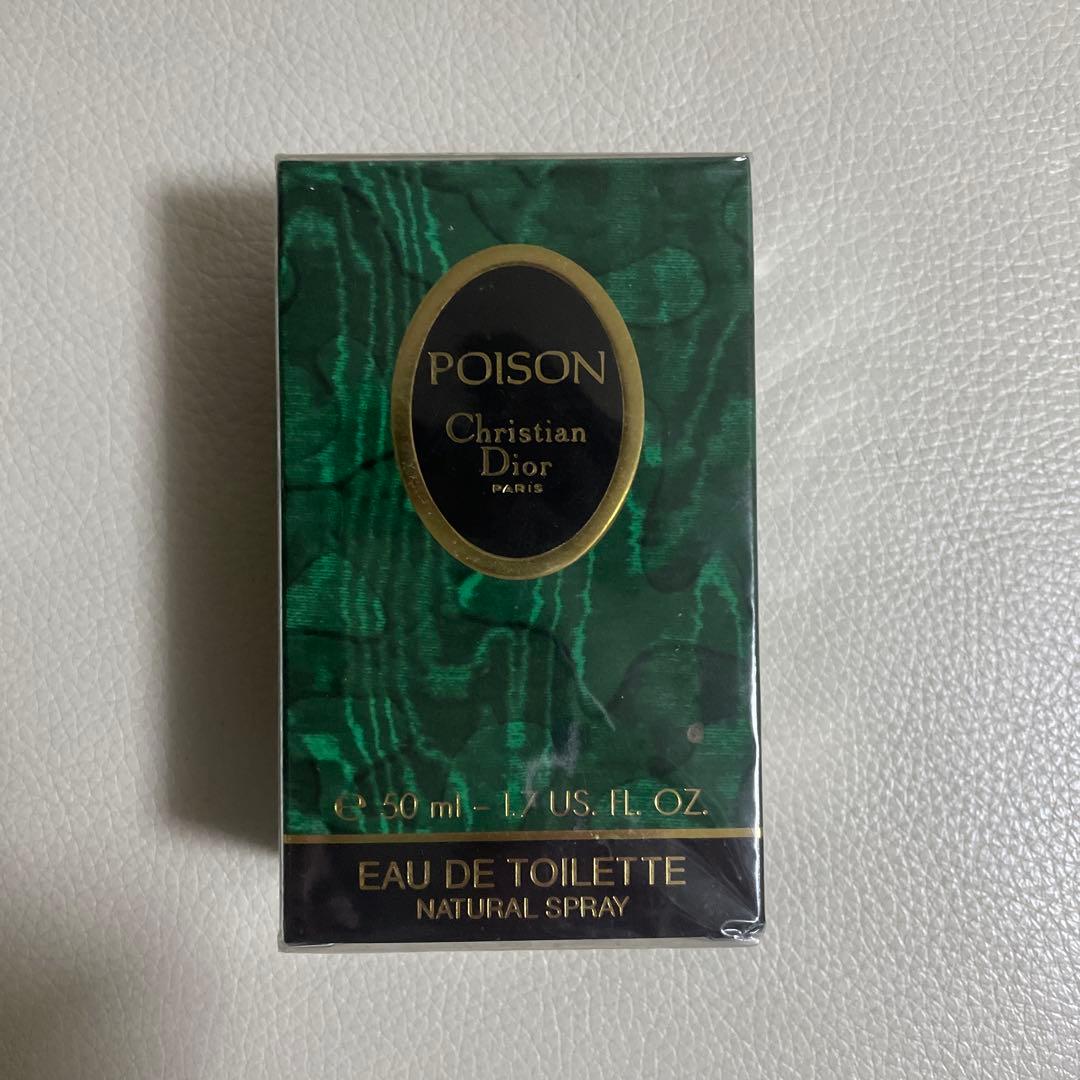 POISON
Christian
Dior
PARIS
℮ 50 ml - 1.7 US. FL. OZ.
EAU DE TOILETTE
NATURAL SPRAY